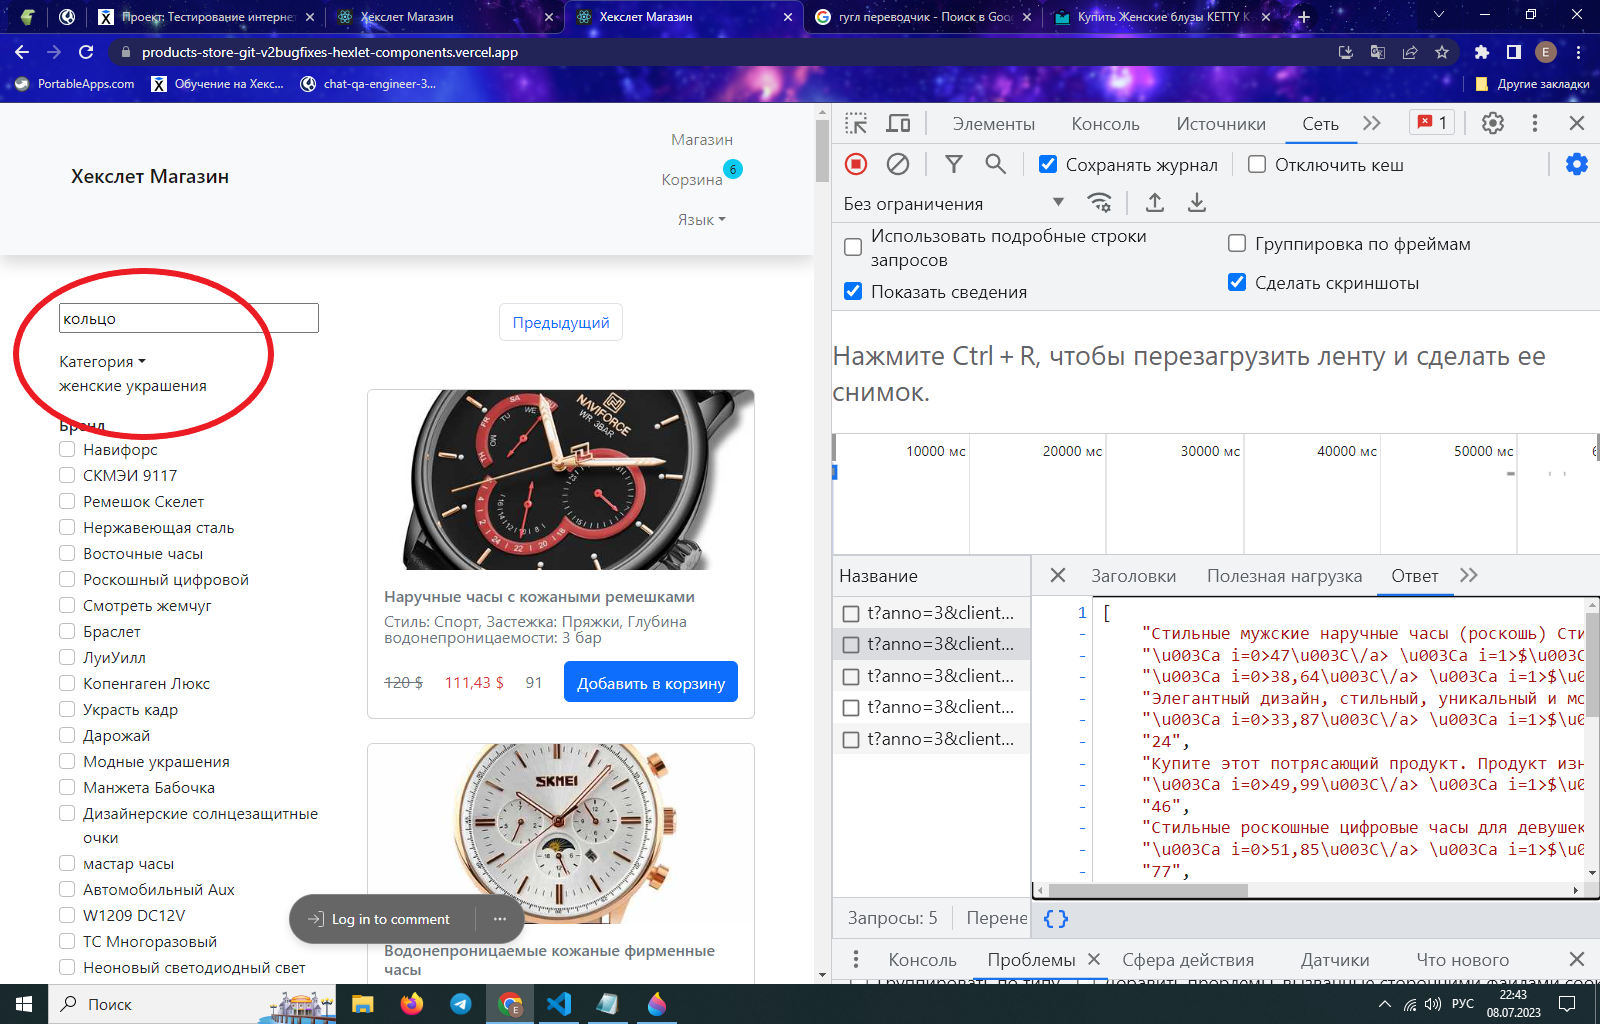 Проект: Тестирование интернет
Хекслет Магазин
Хекслет Магазин
гугл переводчик - Поиск в Goo
Купить Женские блузы KETTY K
products-store-git-v2bugfixes-hexlet-components.vercel.app
E
PortableApps.com
Обучение на Хекс...
chat-qa-engineer-3...
Другие закладки
Хекслет Магазин
Магазин
Корзина
6
Язык
кольцо
Категория
женские украшения
Бренд
Навифорс
СКМЭИ 9117
Ремешок Скелет
Нержавеющая сталь
Восточные часы
Роскошный цифровой
Смотреть жемчуг
Браслет
ЛуиУилл
Копенгаген Люкс
Украсть кадр
Дарожай
Модные украшения
Манжета Бабочка
Дизайнерские солнцезащитные
очки
мастар часы
Автомобильный Aux
W1209 DC12V
ТС Многоразовый
Неоновый светодиодный свет
Предыдущий
NAVIFORCE
WR 3BAR
Наручные часы с кожаными ремешками
Стиль: Спорт, Застежка: Пряжки, Глубина
водонепроницаемости: 3 бар
120 $
111,43 $
91
Добавить в корзину
SKMEI
Водонепроницаемые кожаные фирменные
часы
Log in to comment
Элементы
Консоль
Источники
Сеть
1
Сохранять журнал
Отключить кеш
Без ограничения
Использовать подробные строки
запросов
Группировка по фреймам
Показать сведения
Сделать скриншоты
Нажмите Ctrl + R, чтобы перезагрузить ленту и сделать ее
снимок.
10000 мс
20000 мс
30000 мс
40000 мс
50000 мс
Название
Заголовки
Полезная нагрузка
Ответ
t?anno=3&client...
t?anno=3&client...
t?anno=3&client...
t?anno=3&client...
t?anno=3&client...
1 [
- "Стильные мужские наручные часы (роскошь) Сти
- "\u003Ca i=0>47\u003C\/a> \u003Ca i=1>$\u003C
- "\u003Ca i=0>38,64\u003C\/a> \u003Ca i=1>$\u0
- "Элегантный дизайн, стильный, уникальный и мо
- "\u003Ca i=0>33,87\u003C\/a> \u003Ca i=1>$\u0
- "24",
- "Купите этот потрясающий продукт. Продукт изн
- "\u003Ca i=0>49,99\u003C\/a> \u003Ca i=1>$\u0
- "46",
- "Стильные роскошные цифровые часы для девушек
- "\u003Ca i=0>51,85\u003C\/a> \u003Ca i=1>$\u0
- "77",
Запросы: 5
Перене
{}
Консоль
Проблемы
Сфера действия
Датчики
Что нового
Поиск
РУС
22:43
08.07.2023